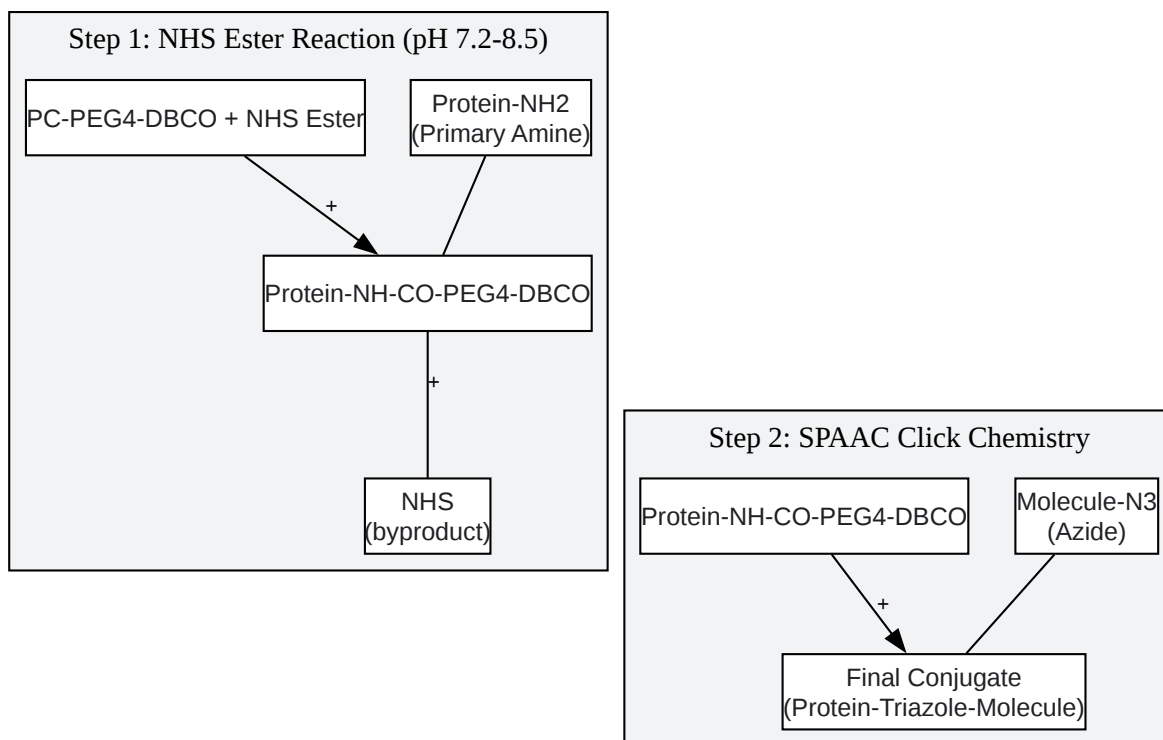 Step 1: NHS Ester Reaction (pH 7.2-8.5)
PC-PEG4-DBCO + NHS Ester
Protein-NH2
(Primary Amine)
+
Protein-NH-CO-PEG4-DBCO
+
NHS
(byproduct)
Step 2: SPAAC Click Chemistry
Protein-NH-CO-PEG4-DBCO
Molecule-N3
(Azide)
+
Final Conjugate
(Protein-Triazole-Molecule)